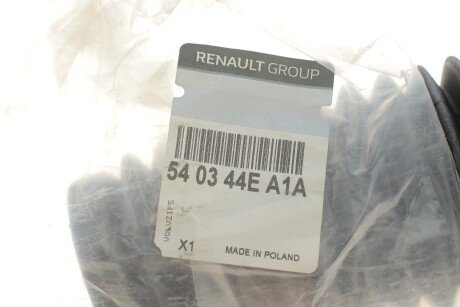 RENAULT GROUP
54 03 44E A1A
X1
MADE IN POLAND